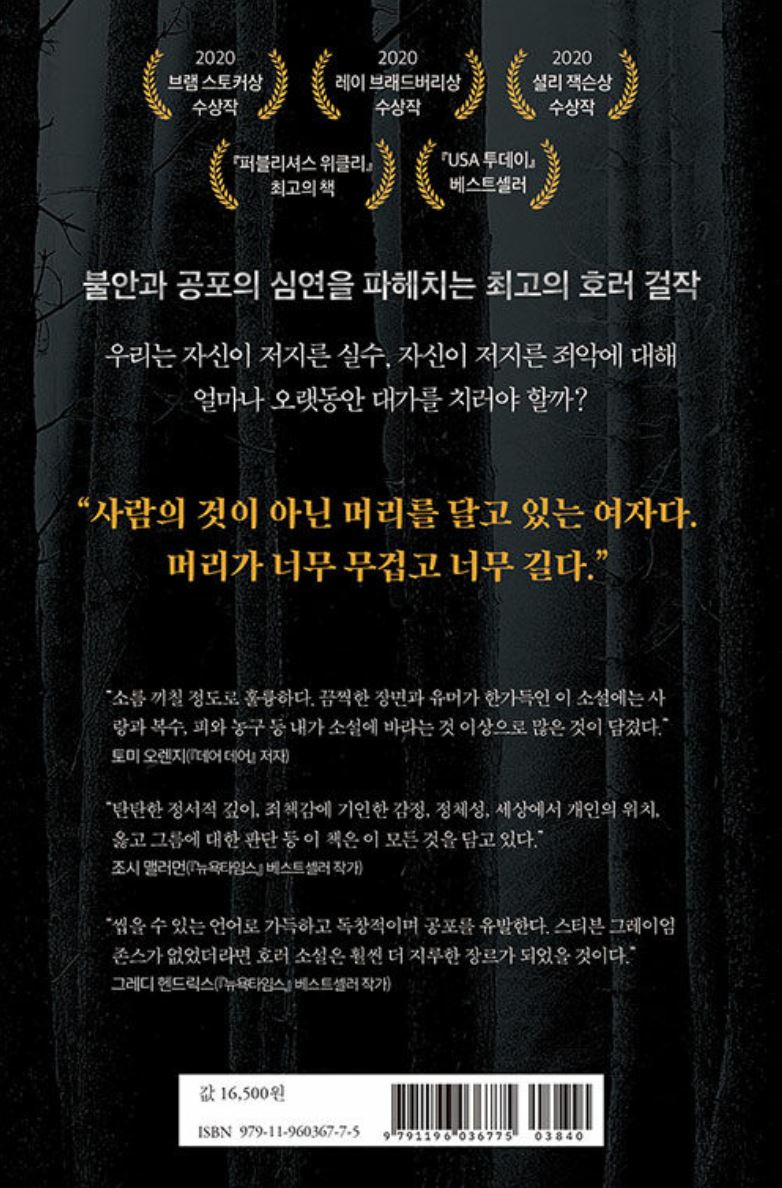 2020
브램 스토커상
수상작
2020
레이 브래드버리상
수상작
2020
셜리 잭슨상
수상작
『퍼블리셔스 위클리』
최고의 책
『USA 투데이』
베스트셀러
불안과 공포의 심연을 파헤치는 최고의 호러 걸작
우리는 자신이 저지른 실수, 자신이 저지른 죄악에 대해
얼마나 오랫동안 대가를 치러야 할까?
“사람의 것이 아닌 머리를 달고 있는 여자다.
머리가 너무 무겁고 너무 길다.”
“소름 끼칠 정도로 훌륭하다. 끔찍한 장면과 유머가 한가득인 이 소설에는 사
랑과 복수, 피와 농구 등 내가 소설에 바라는 것 이상으로 많은 것이 담겼다.”
토미 오렌지(『데어 데어』 저자)
“탄탄한 정서적 깊이, 죄책감에 기인한 감정, 정체성, 세상에서 개인의 위치,
옳고 그름에 대한 판단 등 이 책은 이 모든 것을 담고 있다.”
조시 맬러먼(『뉴욕타임스』 베스트셀러 작가)
“씹을 수 있는 언어로 가득하고 독창적이며 공포를 유발한다. 스티븐 그레이엄
존스가 없었더라면 호러 소설은 훨씬 더 지루한 장르가 되었을 것이다.”
그레디 헨드릭스(『뉴욕타임스』 베스트셀러 작가)
값 16,500원
ISBN 979-11-960367-7-5
9 791196 036775
03840